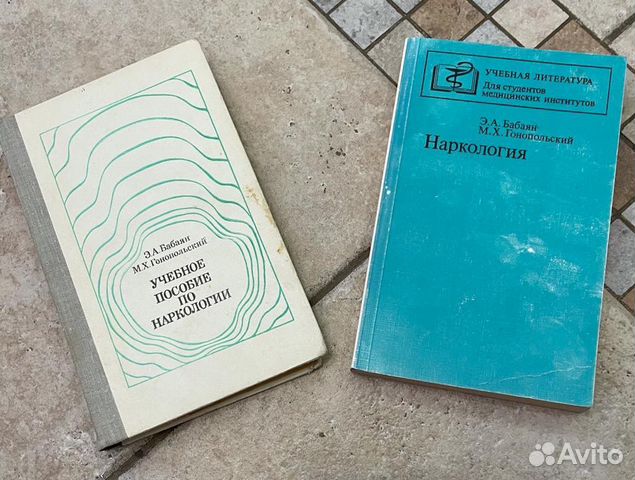 Э.А.Бабаян
М.Х.Гонопольский
УЧЕБНОЕ
ПОСОБИЕ
ПО
НАРКОЛОГИИ
УЧЕБНАЯ ЛИТЕРАТУРА
Для студентов
медицинских институтов
Э.А.Бабаян
М.Х.Гонопольский
Наркология
Avito